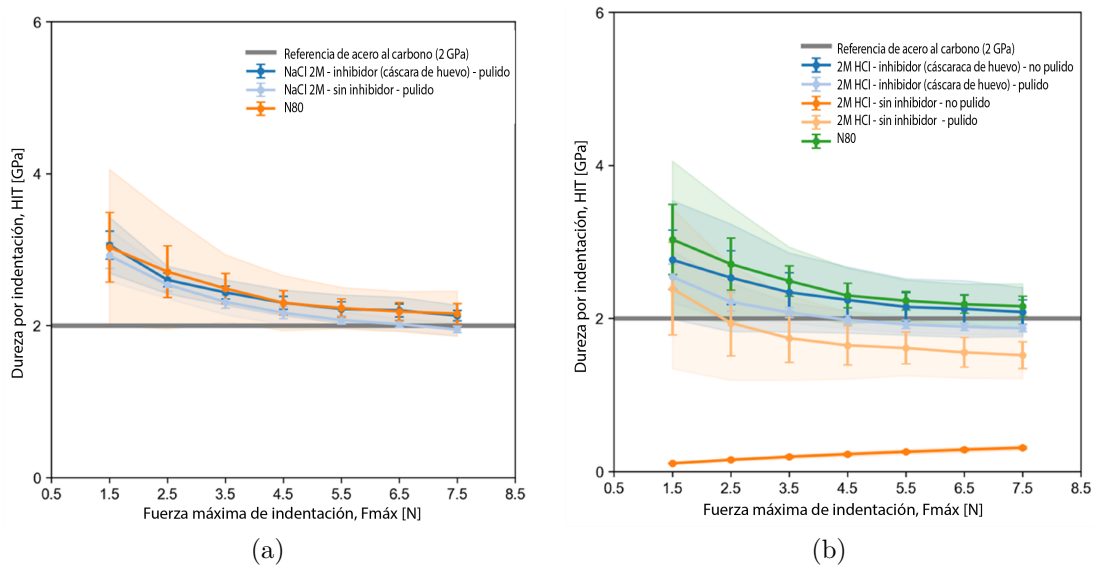 6
4
2
0
0.5 1.5 2.5 3.5 4.5 5.5 6.5 7.5 8.5
Dureza por indentación, HIT [GPa]
Fuerza máxima de indentación, Fmáx [N]
Referencia de acero al carbono (2 GPa)
NaCl 2M - inhibidor (cáscara de huevo) - pulido
NaCl 2M - sin inhibidor - pulido
N80
(a)
6
4
2
0
0.5 1.5 2.5 3.5 4.5 5.5 6.5 7.5 8.5
Dureza por indentación, HIT [GPa]
Fuerza máxima de indentación, Fmáx [N]
Referencia de acero al carbono (2 GPa)
2M HCl - inhibidor (cáscaraca de huevo) - no pulido
2M HCl - inhibidor (cáscara de huevo) - pulido
2M HCl - sin inhibidor - no pulido
2M HCl - sin inhibidor - pulido
N80
(b)